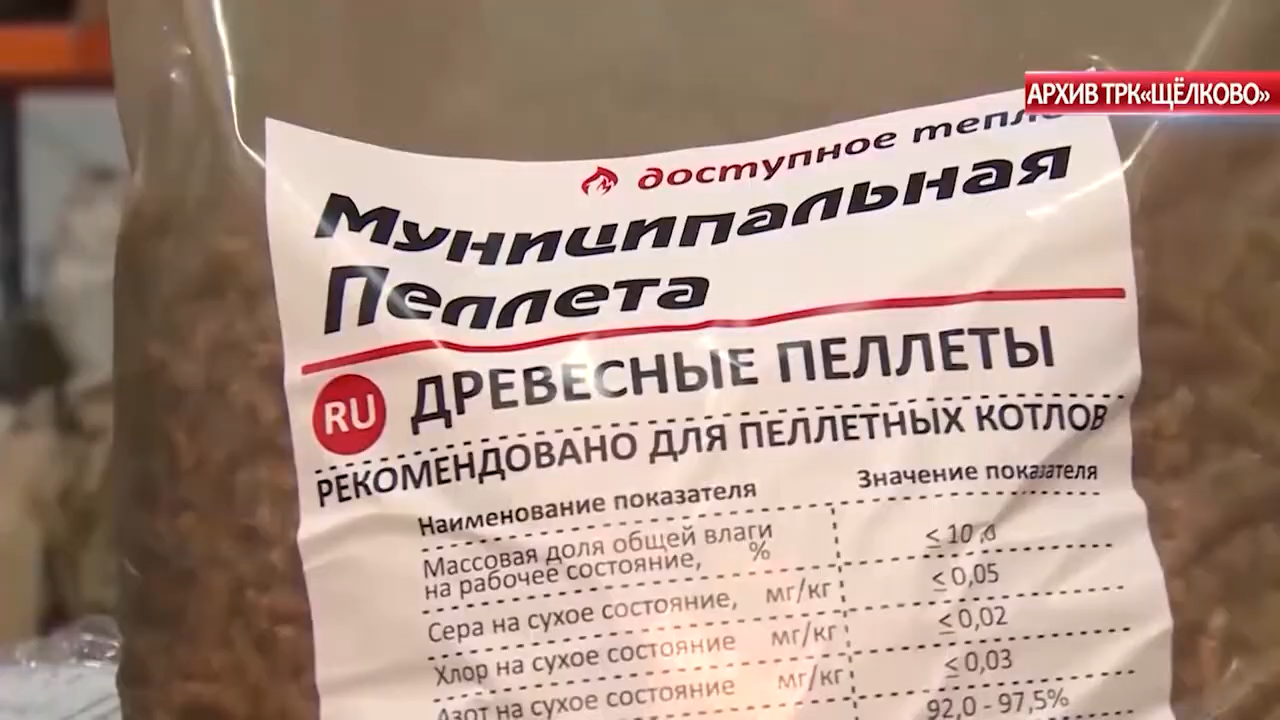 АРХИВ ТРК«ЩЁЛКОВО»
доступное тепло
Муниципальная
Пеллета
RU ДРЕВЕСНЫЕ ПЕЛЛЕТЫ
РЕКОМЕНДОВАНО ДЛЯ ПЕЛЛЕТНЫХ КОТЛОВ
Наименование показателя Значение показателя
Массовая доля общей влаги
на рабочее состояние, % ≤ 10
Сера на сухое состояние, мг/кг ≤ 0,05
Хлор на сухое состояние мг/кг ≤ 0,02
Азот на сухое состояние мг/кг ≤ 0,03
92,0 - 97,5%